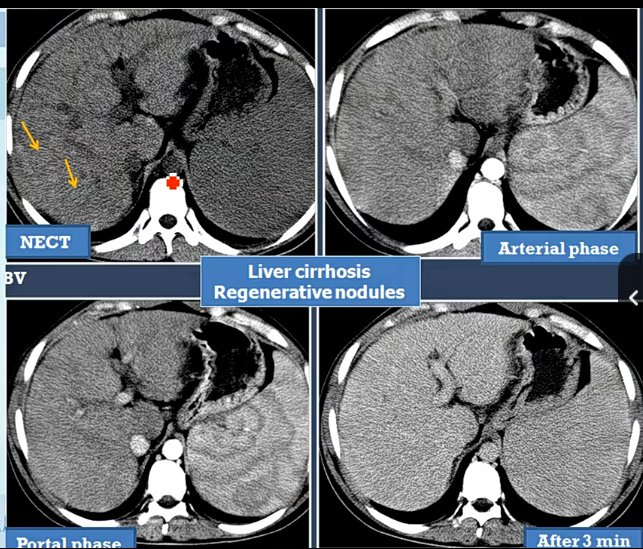 NECT
Arterial phase
BV
Liver cirrhosis
Regenerative nodules
Portal phase
After 3 min